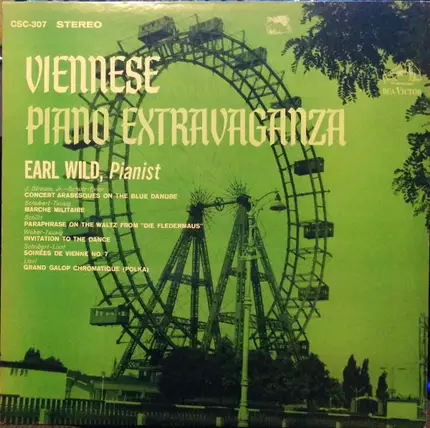 CSC-307 STEREO
RCA VICTOR
VIENNESE
PIANO EXTRAVAGANZA
EARL WILD, Pianist
J. Strauss, Jr.-Schulz-Evler
CONCERT ARABESQUES ON THE BLUE DANUBE
Schubert-Tausig
MARCHE MILITAIRE
Schütt
PARAPHRASE ON THE WALTZ FROM "DIE FLEDERMAUS"
Weber-Tausig
INVITATION TO THE DANCE
Schubert-Liszt
SOIRÉES DE VIENNE NO. 7
Liszt
GRAND GALOP CHROMATIQUE (POLKA)